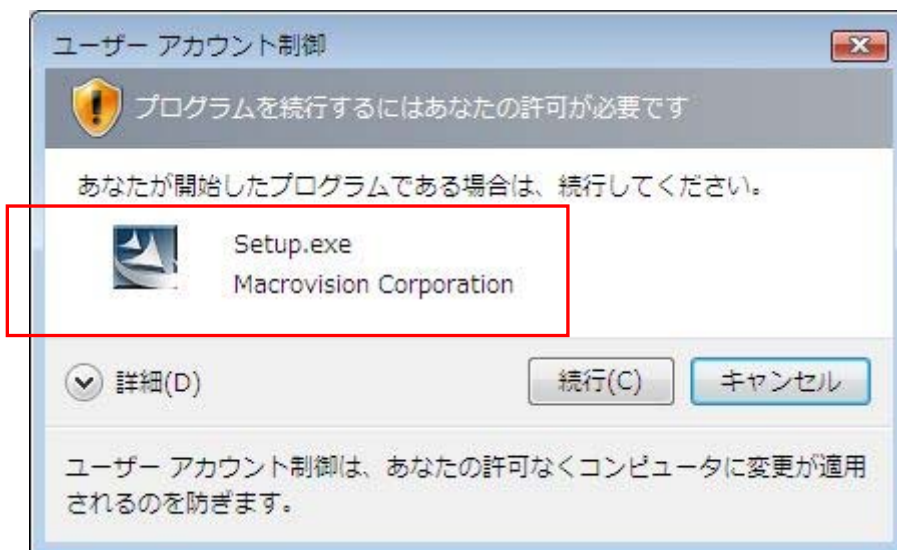 ユーザー アカウント制御
プログラムを続行するにはあなたの許可が必要です
あなたが開始したプログラムである場合は、続行してください。
Setup.exe
Macrovision Corporation
詳細(D)
続行(C)
キャンセル
ユーザー アカウント制御は、あなたの許可なくコンピュータに変更が適用
されるのを防ぎます。